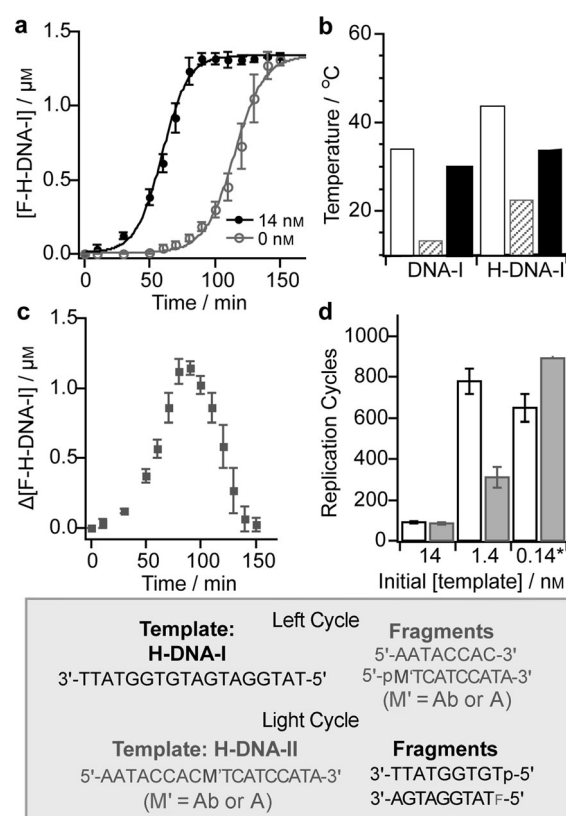 a
[F-H-DNA-I] / μM
1.5
1.0
0.5
0.0
14 nM
0 nM
0 50 100 150
Time / min
b
Temperature / °C
60
40
20
DNA-I H-DNA-I
c
Δ[F-H-DNA-I] / μM
1.5
1.0
0.5
0.0
0 50 100 150
Time / min
d
Replication Cycles
1000
800
600
400
200
0
14 1.4 0.14*
Initial [template] / nM
Left Cycle
Template:
H-DNA-I
3'-TTATGGTGTAGTAGGTAT-5'
Fragments
5'-AATACCAC-3'
5'-pM'TCATCCATA-3'
(M' = Ab or A)
Light Cycle
Template: H-DNA-II
5'-AATACCACM'TCATCCATA-3'
(M' = Ab or A)
Fragments
3'-TTATGGTGTp-5'
3'-AGTAGGTATF-5'